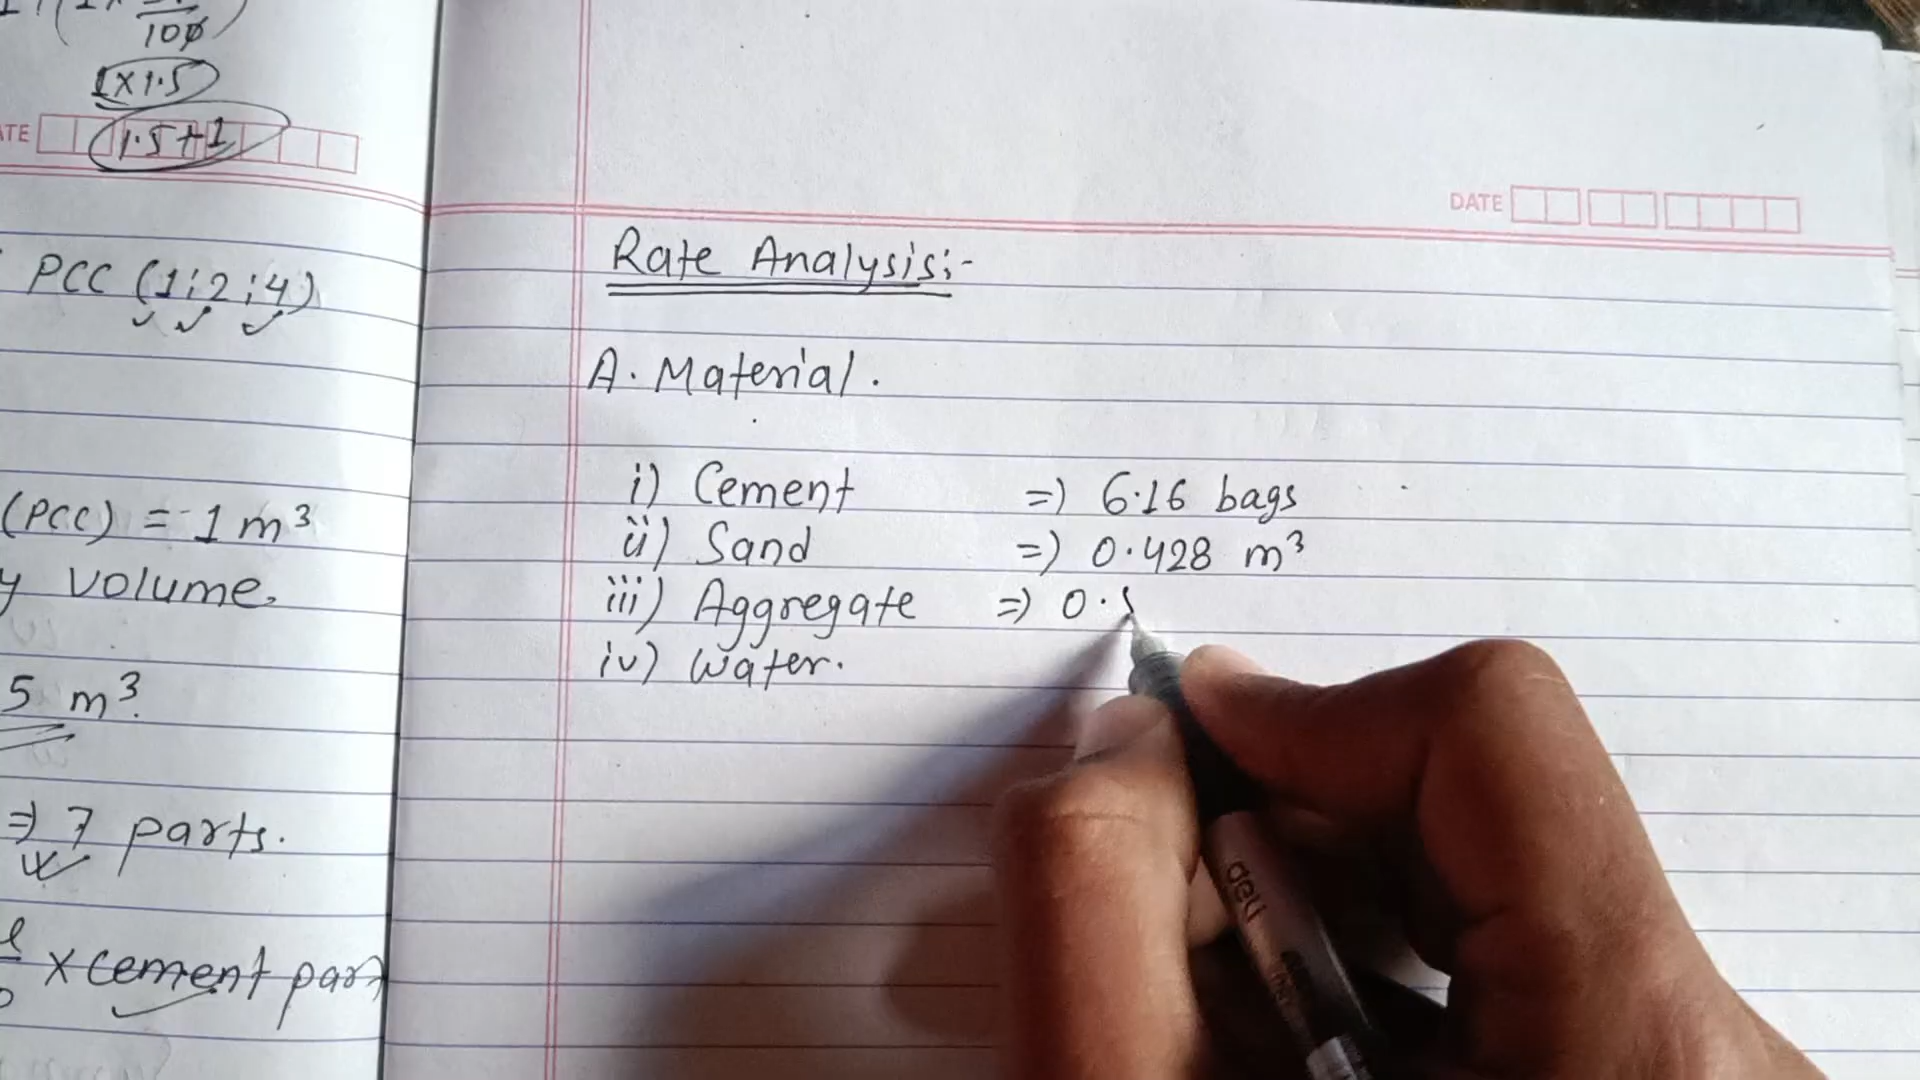 100
1×1.5
1.5+1
PCC (1:2:4)
(PCC) = 1 m³
volume.
5 m³.
=) 7 parts.
× cement part
DATE
Rate Analysis:-
A. Material.
i) Cement =) 6.16 bags
ii) Sand =) 0.428 m³
iii) Aggregate =) 0.
iv) Water.
deli